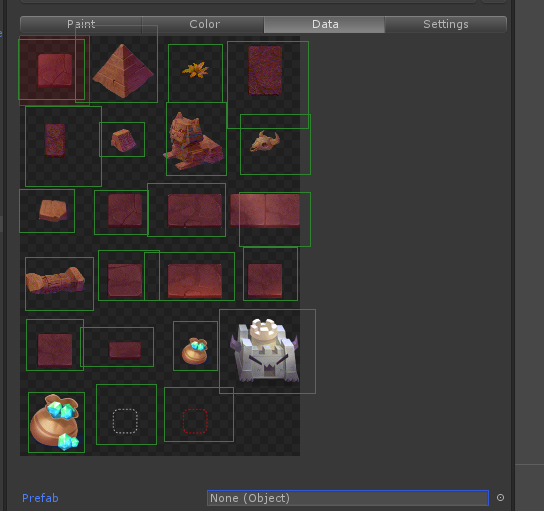 Paint
Color
Data
Settings
Prefab
None (Object)